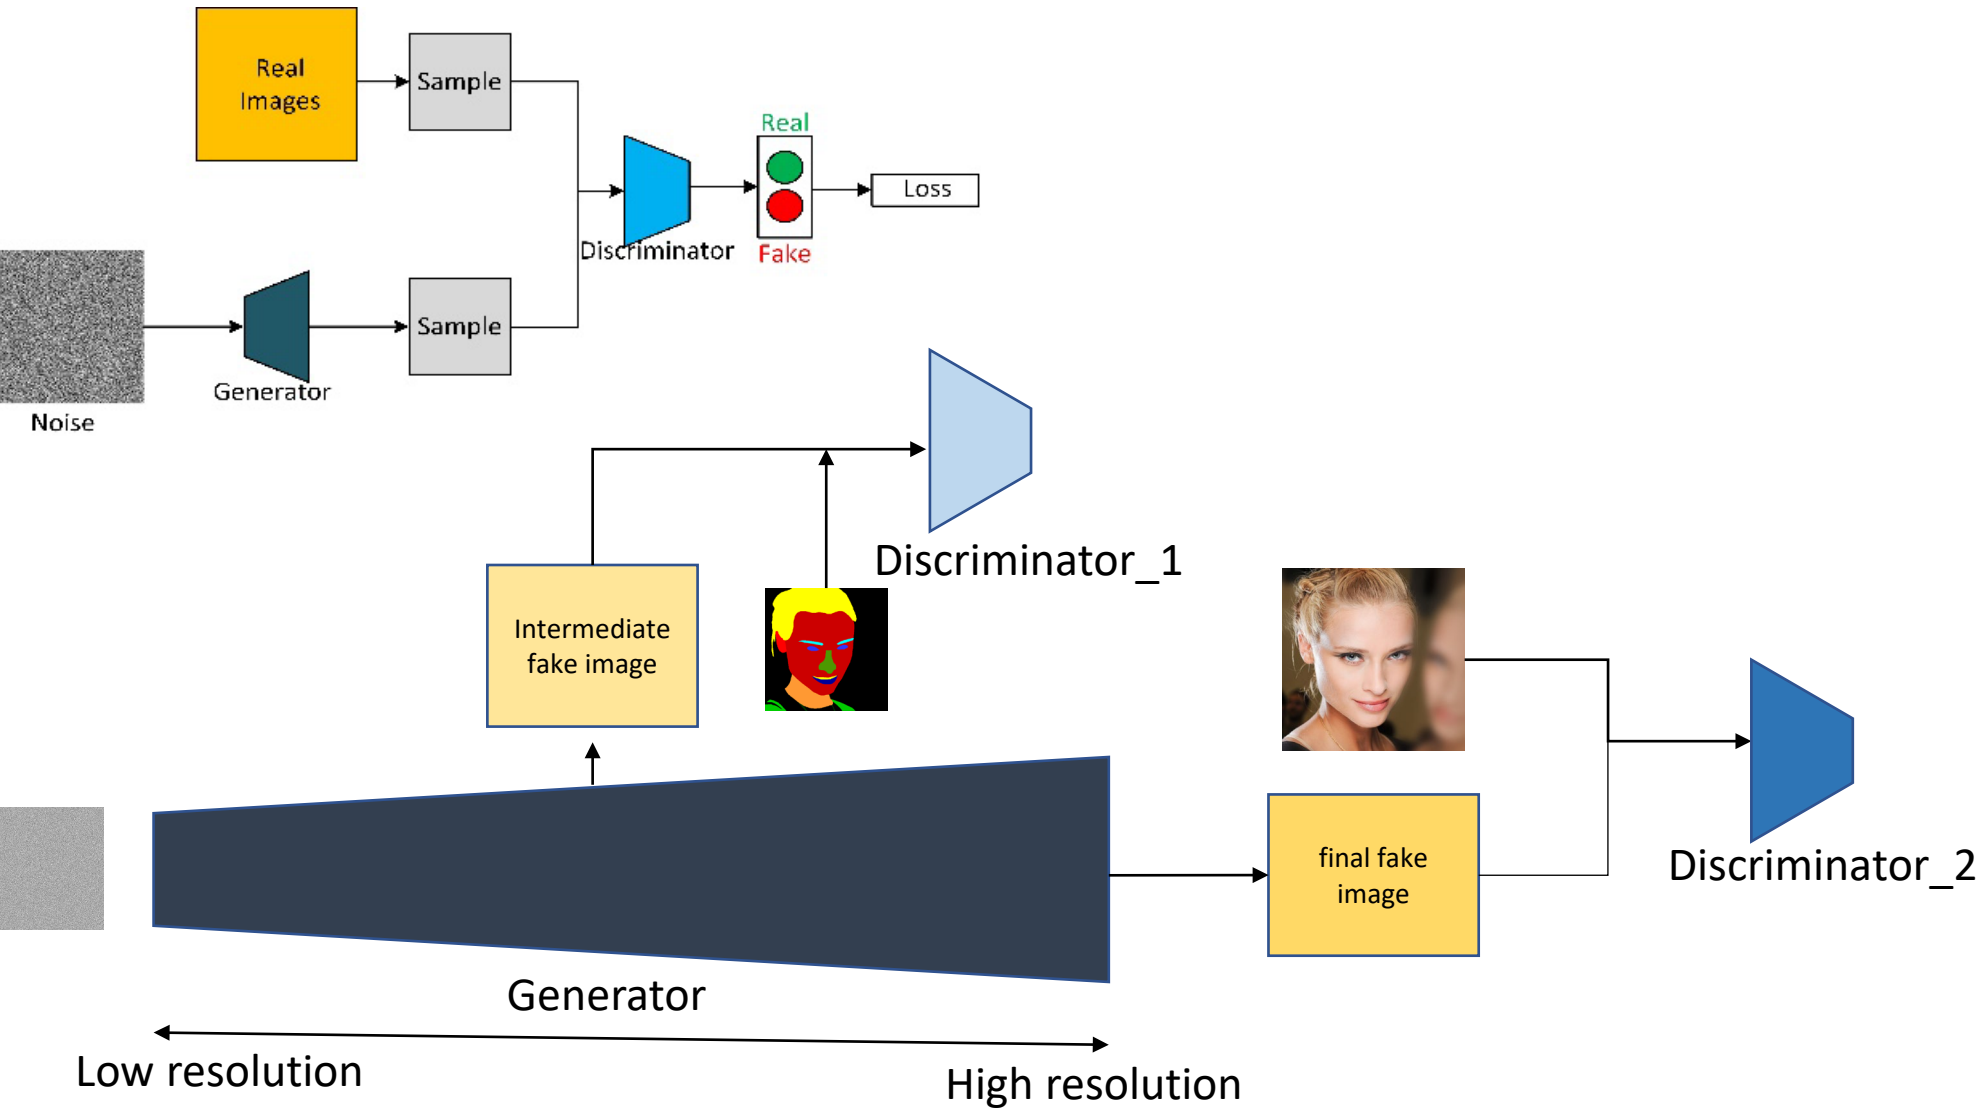 Real
Images
Sample
Real
Loss
Discriminator
Fake
Sample
Generator
Noise
Discriminator_1
Intermediate
fake image
final fake
image
Discriminator_2
Generator
Low resolution
High resolution